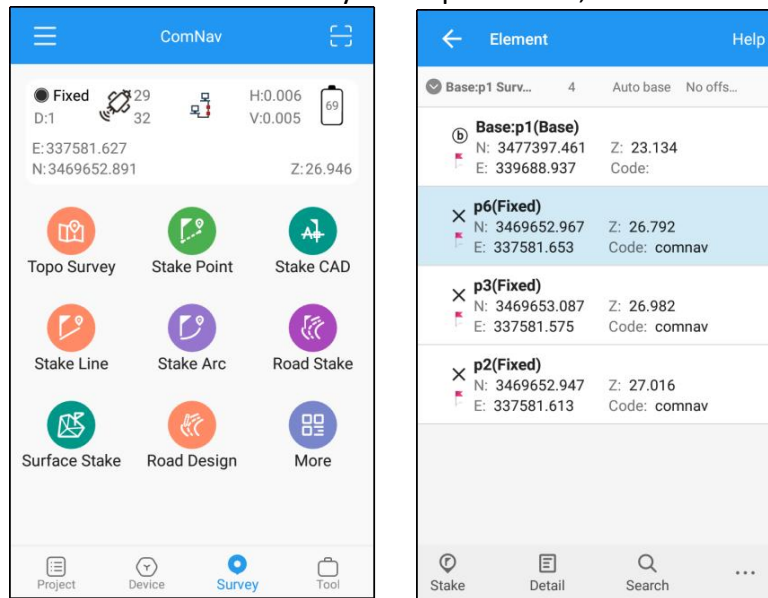 ComNav
Fixed 29 H:0.006 69
D:1 32 V:0.005
E:337581.627
N:3469652.891 Z:26.946
Topo Survey Stake Point Stake CAD
Stake Line Stake Arc Road Stake
Surface Stake Road Design More
Project Device Survey Tool
Element Help
Base:p1 Surv... 4 Auto base No offs...
b Base:p1(Base)
N: 3477397.461 Z: 23.134
E: 339688.937 Code:
p6(Fixed)
N: 3469652.967 Z: 26.792
E: 337581.653 Code: comnav
p3(Fixed)
N: 3469653.087 Z: 26.982
E: 337581.575 Code: comnav
p2(Fixed)
N: 3469652.947 Z: 27.016
E: 337581.613 Code: comnav
Stake Detail Search ...